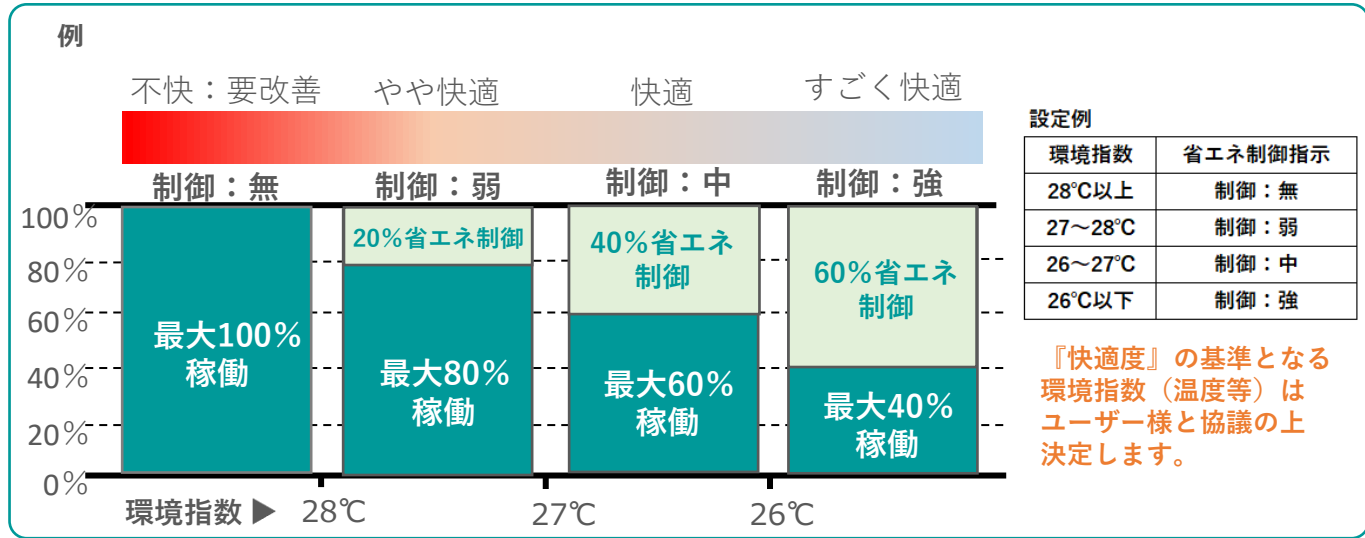 例
不快：要改善
やや快適
快適
すごく快適
制御：無
制御：弱
制御：中
制御：強
100%
80%
60%
40%
20%
0%
最大100%
稼働
20%省エネ制御
最大80%
稼働
40%省エネ
制御
最大60%
稼働
60%省エネ
制御
最大40%
稼働
環境指数 ▶
28℃
27℃
26℃
設定例
環境指数 省エネ制御指示
28℃以上 制御：無
27～28℃ 制御：弱
26～27℃ 制御：中
26℃以下 制御：強
『快適度』の基準となる
環境指数（温度等）は
ユーザー様と協議の上
決定します。